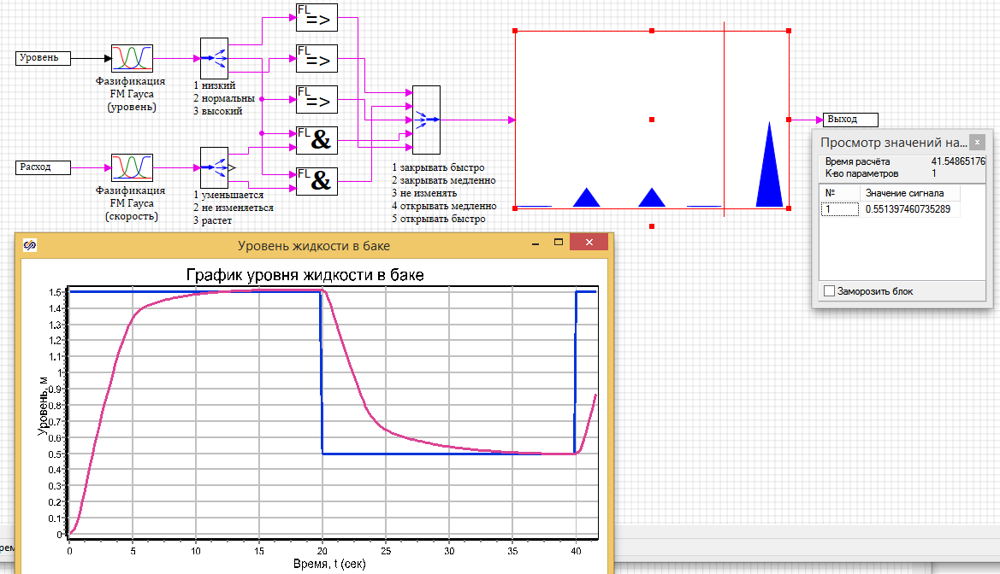 FL
=>
Уровень
FL
=>
Фазификация
FM Гауса
(уровень)
1 низкий
2 нормальны
3 высокий
FL
=>
FL
&
Выход
Расход
FL
&
Фазификация
FM Гауса
(скорость)
1 уменьшается
2 не изменяеться
3 растет
1 закрывать быстро
2 закрывать медленно
3 не изменять
4 открывать медленно
5 открывать быстро
Просмотр значений на...
Время расчёта 41.54865176
К-во параметров 1
№ Значение сигнала
1 0.551397460735289
Заморозить блок
Уровень жидкости в баке
График уровня жидкости в баке
Уровень, м
1.5
1.4
1.3
1.2
1.1
1
0.9
0.8
0.7
0.6
0.5
0.4
0.3
0.2
0.1
0
0 5 10 15 20 25 30 35 40
Время, t (сек)
рем